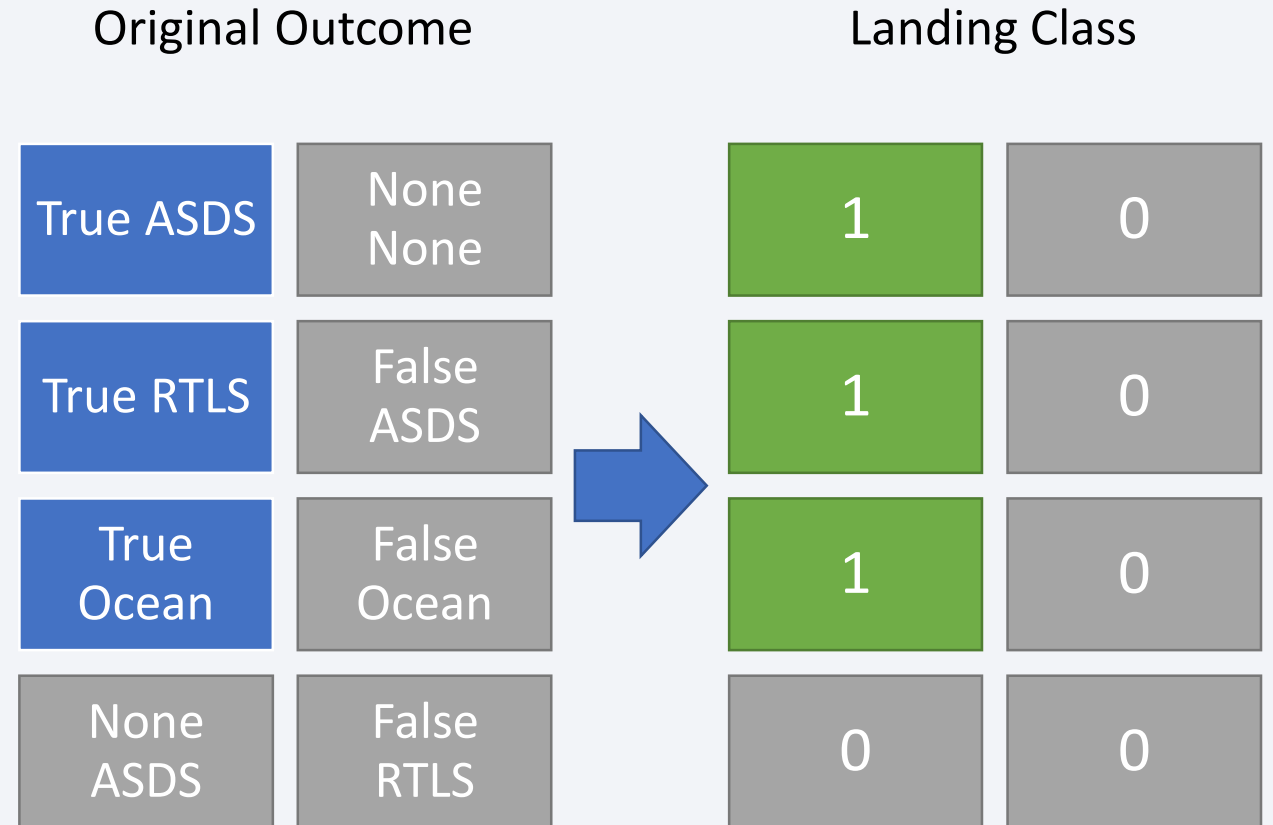 Original Outcome
Landing Class
True ASDS
None
None
1
0
True RTLS
False
ASDS
1
0
True
Ocean
False
Ocean
1
0
None
ASDS
False
RTLS
0
0